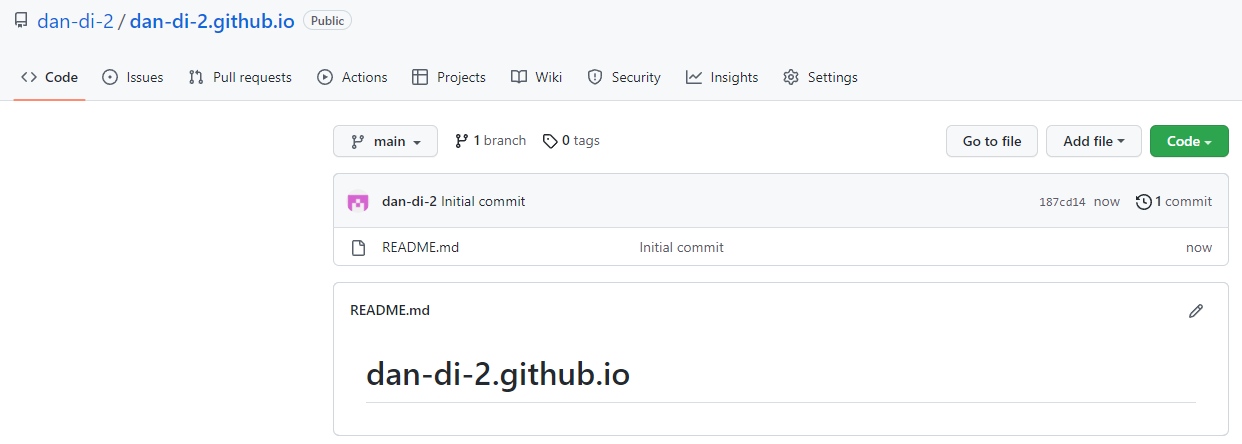 dan-di-2 / dan-di-2.github.io Public
Code Issues Pull requests Actions Projects Wiki Security Insights Settings
main 1 branch 0 tags Go to file Add file Code
dan-di-2 Initial commit 187cd14 now 1 commit
README.md Initial commit now
README.md
dan-di-2.github.io